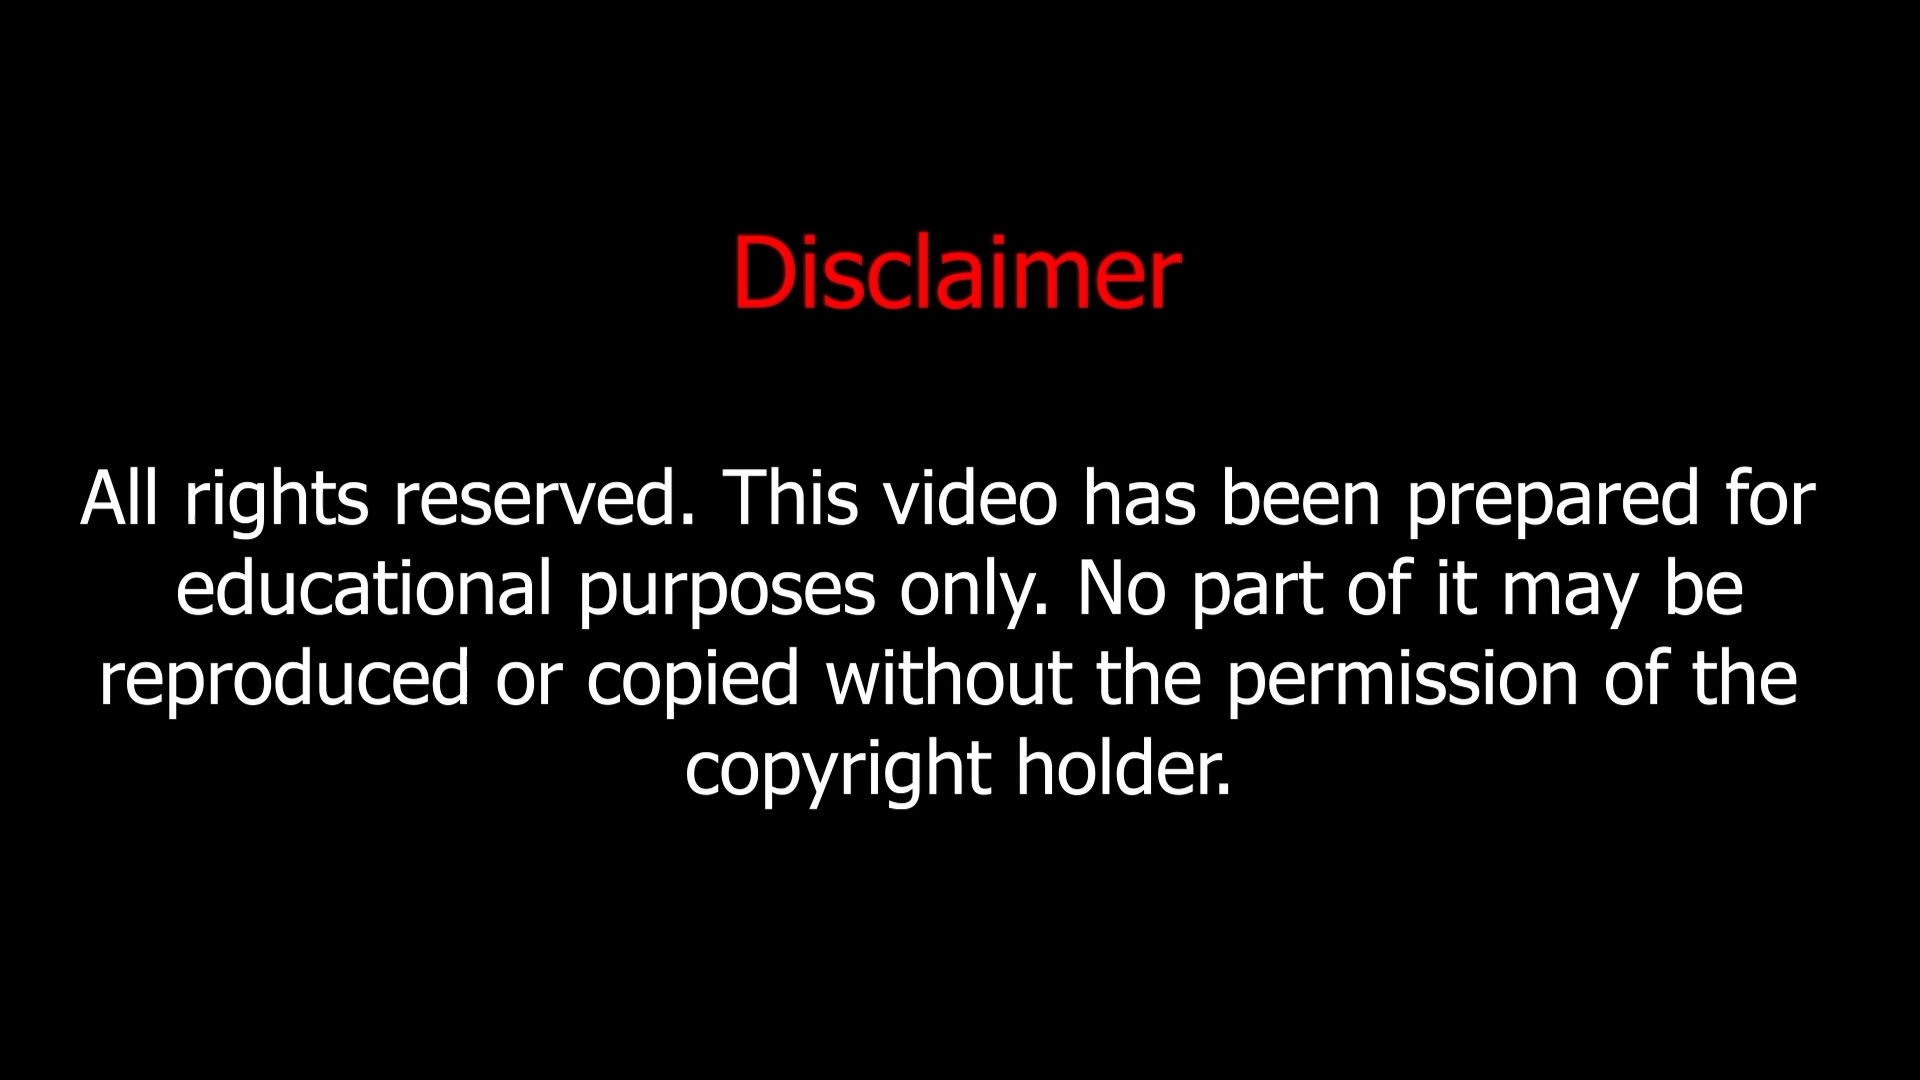 Disclaimer
All rights reserved. This video has been prepared for
educational purposes only. No part of it may be
reproduced or copied without the permission of the
copyright holder.